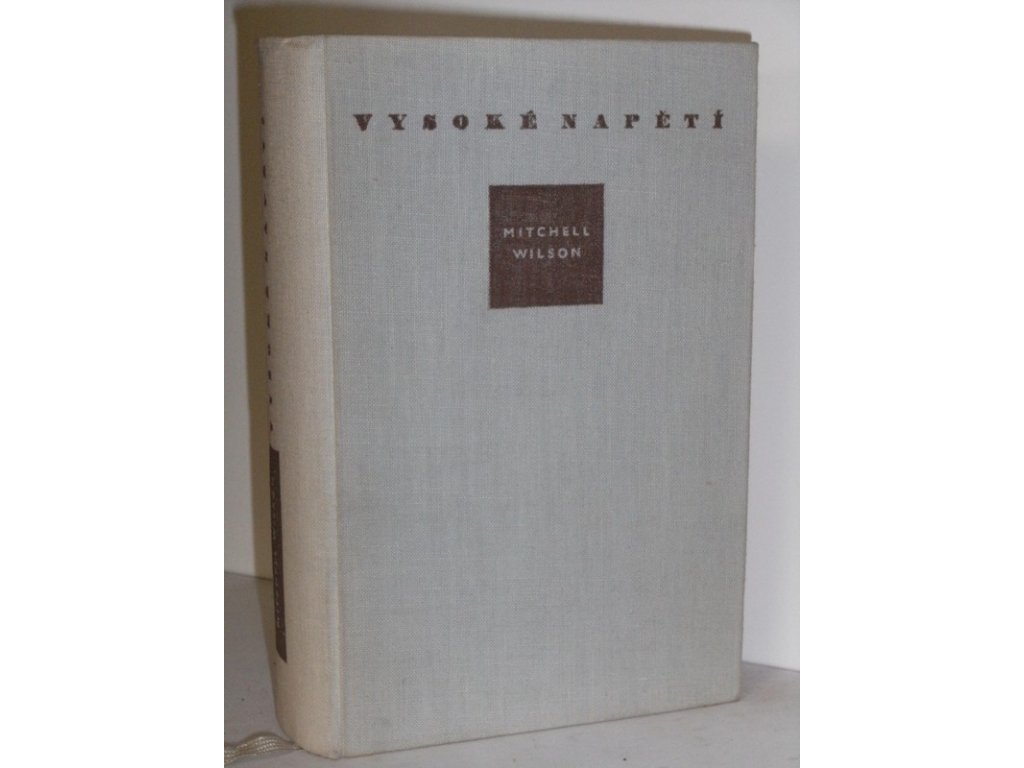 VYSOKÉ NAPĚTÍ
MITCHELL
WILSON